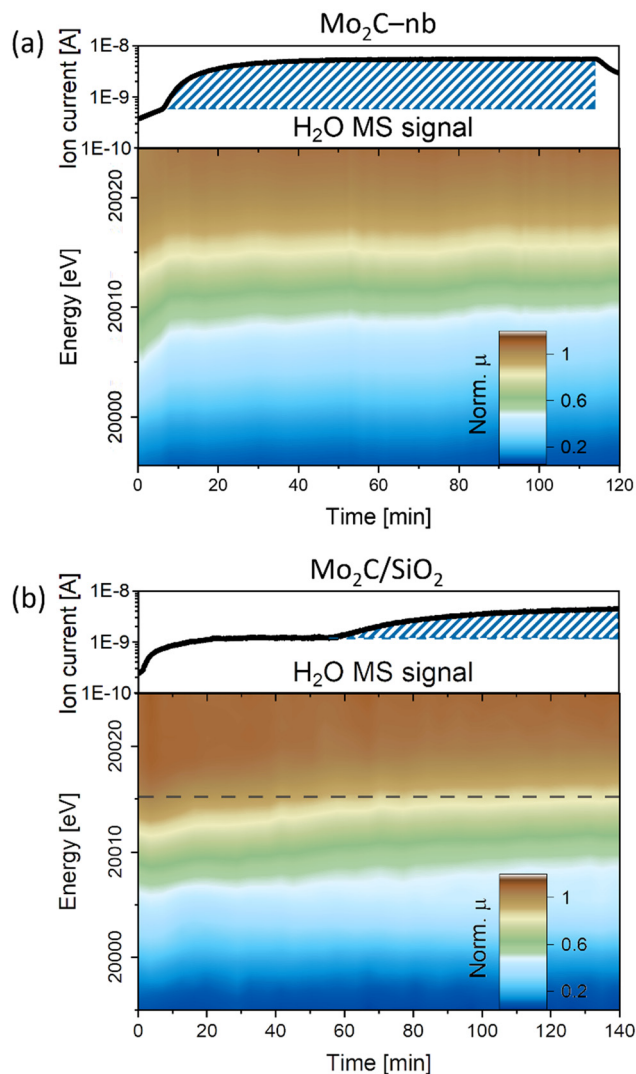 (a)
Mo₂C–nb
Ion current [A]
1E-8
1E-9
1E-10
H₂O MS signal
Energy [eV]
20020
20010
20000
Norm. μ
1
0.6
0.2
0 20 40 60 80 100 120
Time [min]
(b)
Mo₂C/SiO₂
Ion current [A]
1E-8
1E-9
1E-10
H₂O MS signal
Energy [eV]
20020
20010
20000
Norm. μ
1
0.6
0.2
0 20 40 60 80 100 120 140
Time [min]